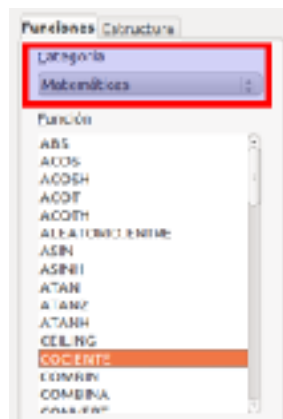 Funciones Estructura
Categoría
Matemáticas
Función
ABS
ACOS
ACOSH
ACOT
ACOTH
ALEATORIO.ENTRE
ASIN
ASINH
ATAN
ATAN2
ATANH
CEILING
COCIENTE
COMBIN
COMBINA
CONVERT